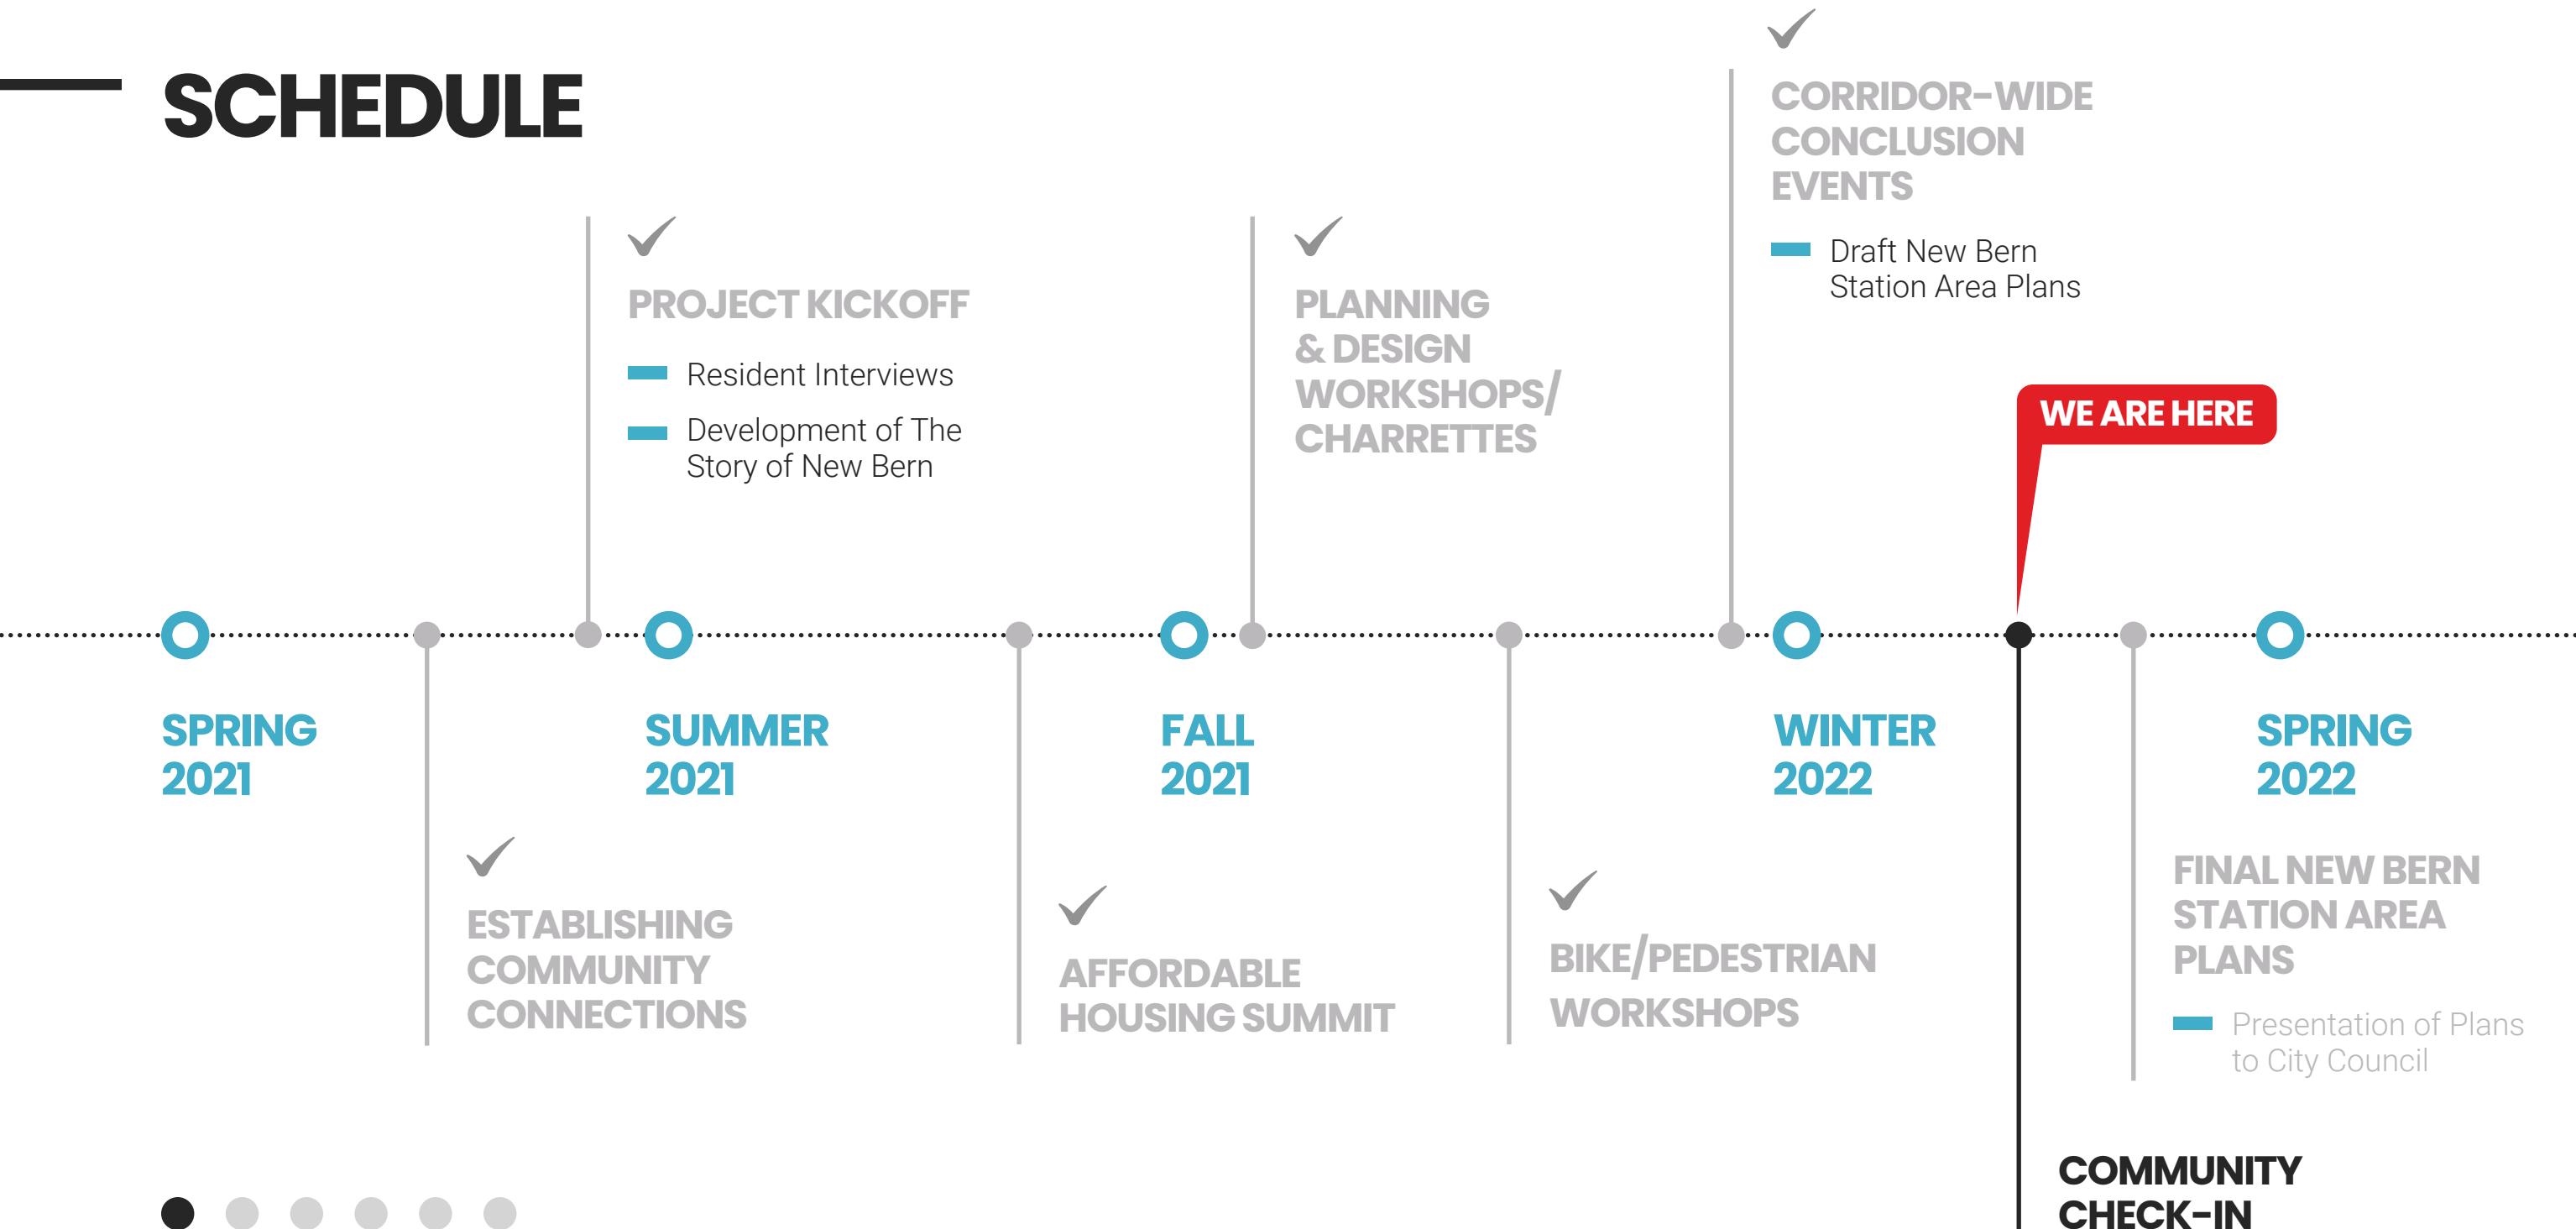 SCHEDULE
CORRIDOR-WIDE
CONCLUSION
EVENTS
Draft New Bern
Station Area Plans
PROJECT KICKOFF
Resident Interviews
Development of The
Story of New Bern
PLANNING
& DESIGN
WORKSHOPS/
CHARRETTES
WE ARE HERE
SPRING
2021
SUMMER
2021
FALL
2021
WINTER
2022
SPRING
2022
ESTABLISHING
COMMUNITY
CONNECTIONS
AFFORDABLE
HOUSING SUMMIT
BIKE/PEDESTRIAN
WORKSHOPS
FINAL NEW BERN
STATION AREA
PLANS
Presentation of Plans
to City Council
COMMUNITY
CHECK-IN